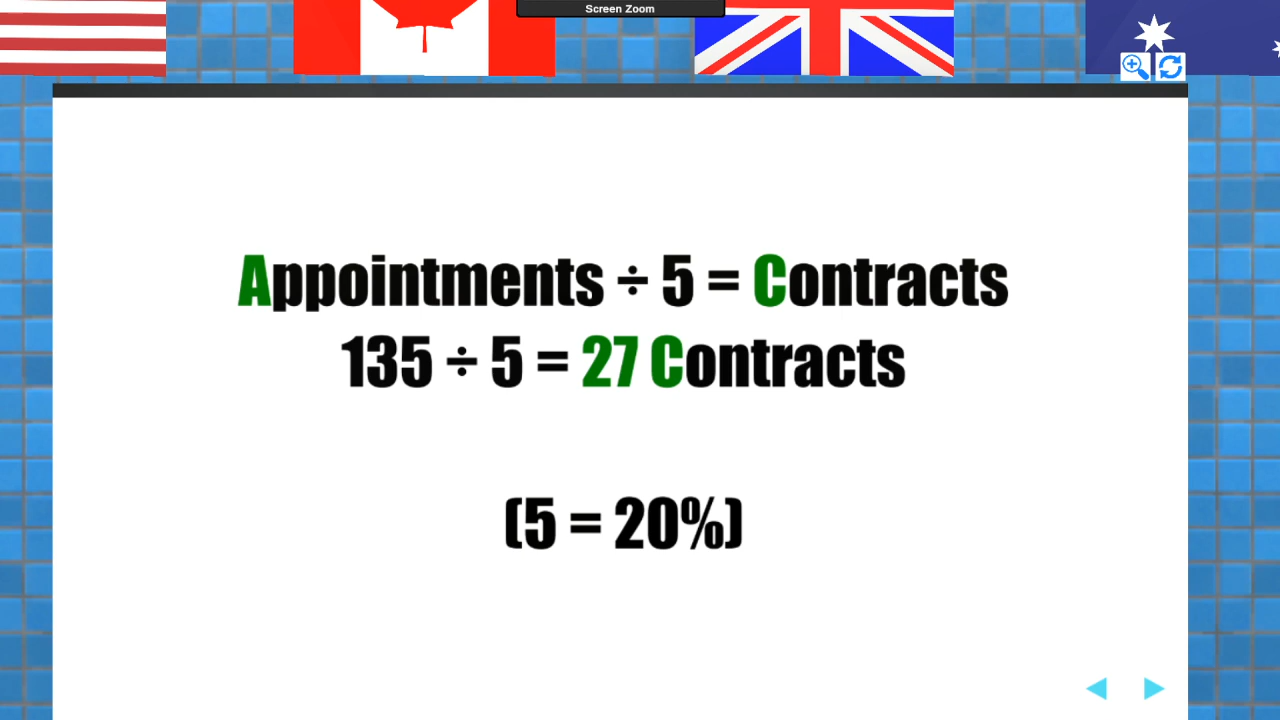 Screen Zoom
Appointments ÷ 5 = Contracts
135 ÷ 5 = 27 Contracts
(5 = 20%)